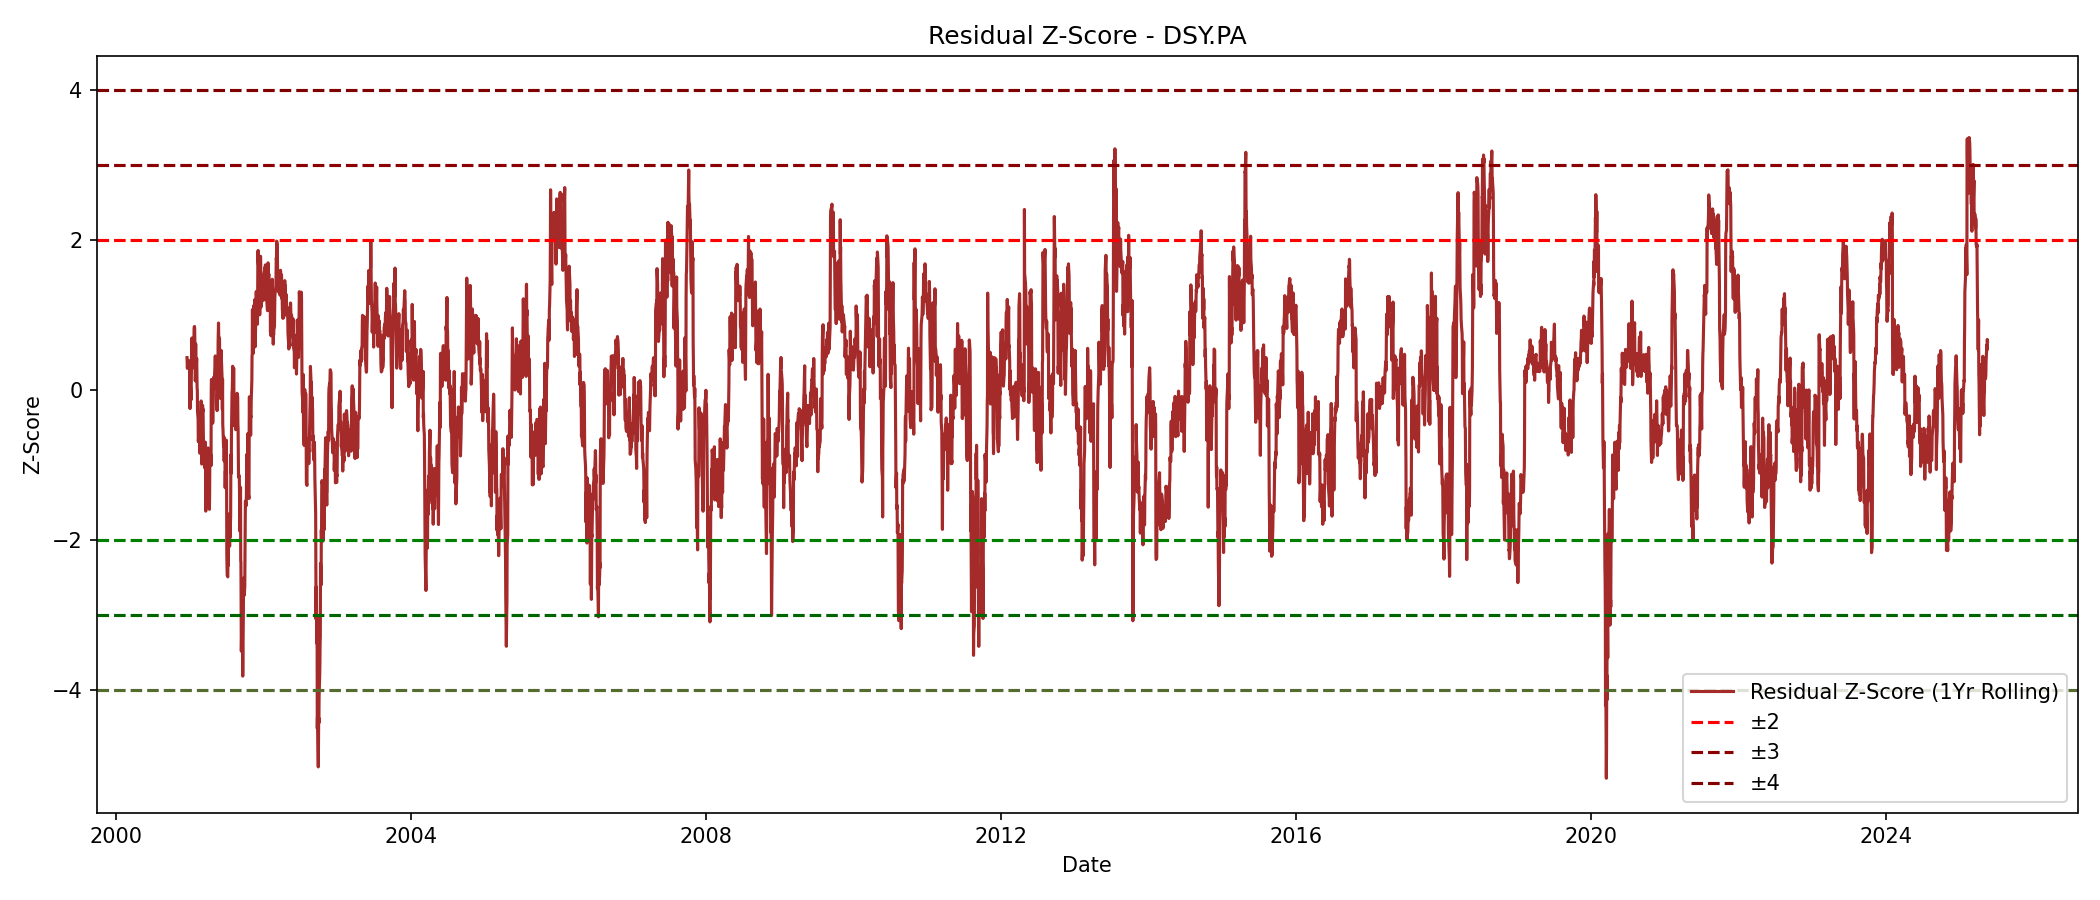 Residual Z-Score - DSY.PA
4
2
0
−2
−4
Z-Score
2000 2004 2008 2012 2016 2020 2024
Date
Residual Z-Score (1Yr Rolling)
±2
±3
±4